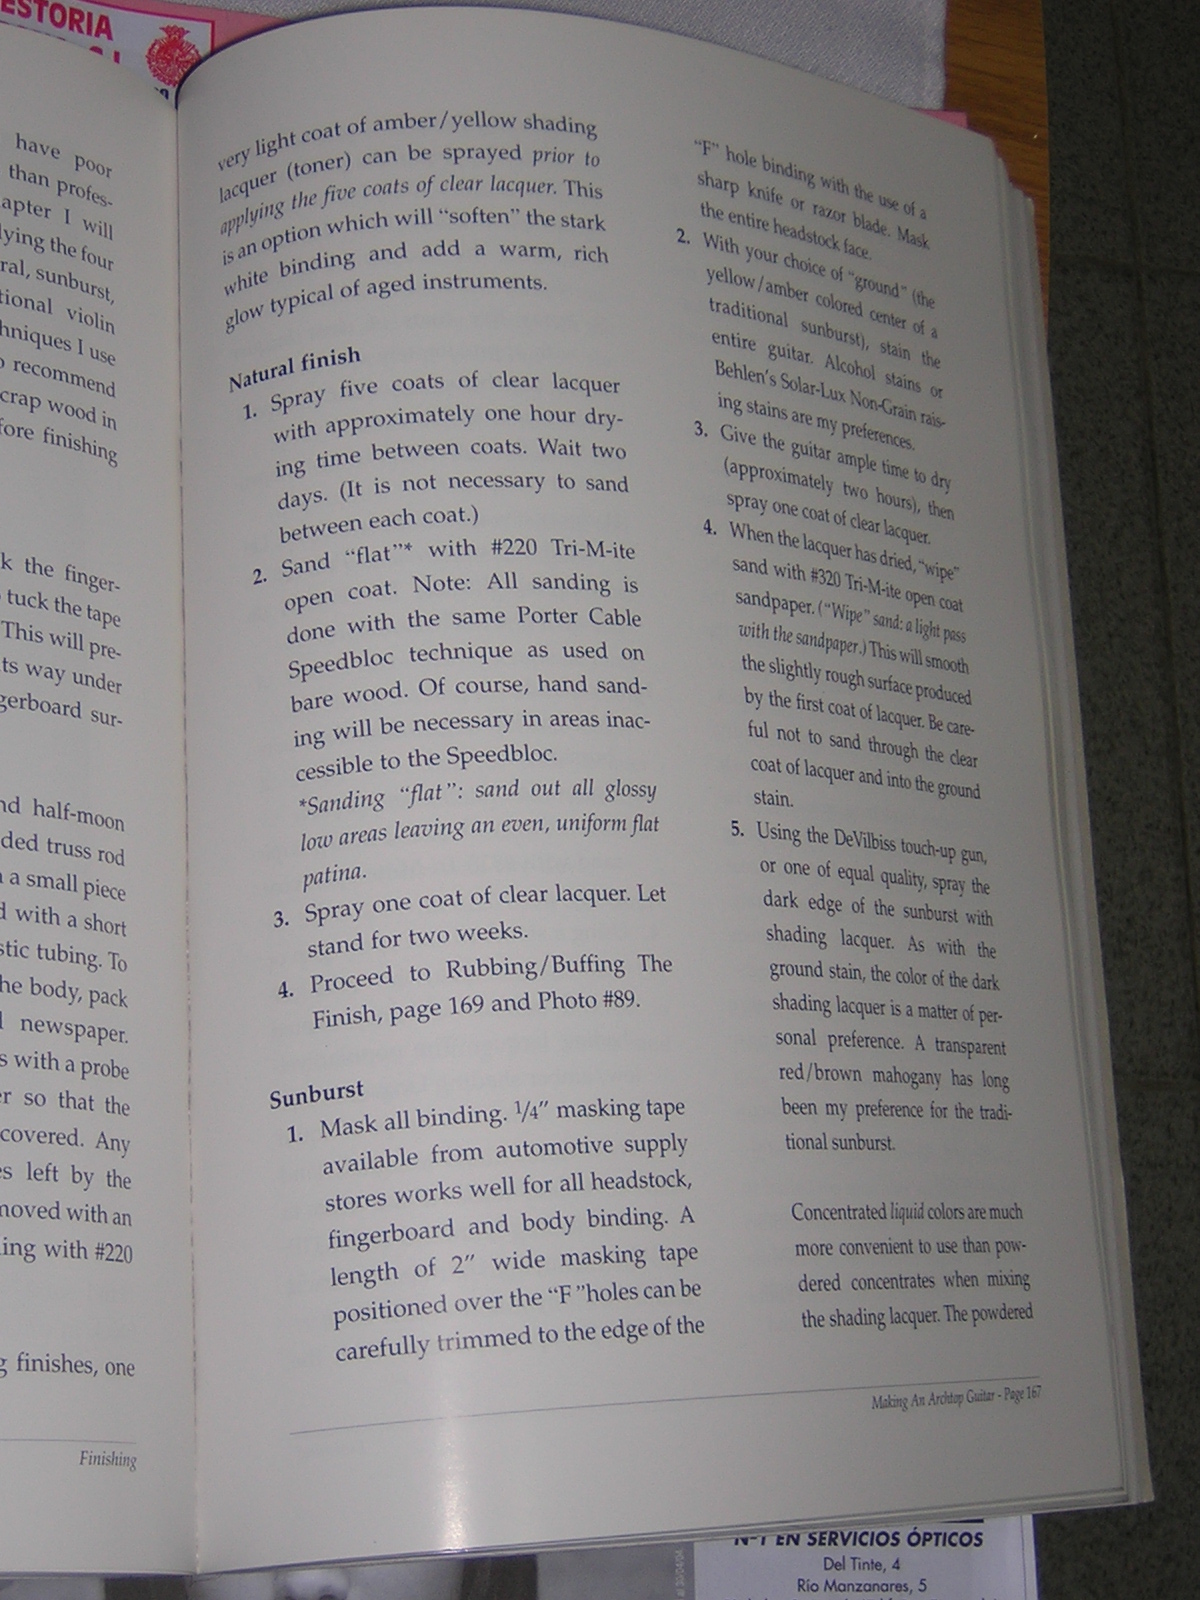 ESTORIA
have poor
than profes-
apter I will
lying the four
ral, sunburst,
tional violin
hniques I use
o recommend
crap wood in
fore finishing
k the finger-
tuck the tape
This will pre-
ts way under
gerboard sur-
nd half-moon
ded truss rod
a small piece
d with a short
stic tubing. To
he body, pack
newspaper.
s with a probe
er so that the
covered. Any
es left by the
moved with an
ing with #220
g finishes, one
Finishing
very light coat of amber/yellow shading
lacquer (toner) can be sprayed prior to
applying the five coats of clear lacquer. This
is an option which will “soften” the stark
white binding and add a warm, rich
glow typical of aged instruments.
Natural finish
1. Spray five coats of clear lacquer
with approximately one hour dry-
ing time between coats. Wait two
days. (It is not necessary to sand
between each coat.)
2. Sand “flat”* with #220 Tri-M-ite
open coat. Note: All sanding is
done with the same Porter Cable
Speedbloc technique as used on
bare wood. Of course, hand sand-
ing will be necessary in areas inac-
cessible to the Speedbloc.
*Sanding “flat”: sand out all glossy
low areas leaving an even, uniform flat
patina.
3. Spray one coat of clear lacquer. Let
stand for two weeks.
4. Proceed to Rubbing/Buffing The
Finish, page 169 and Photo #89.
Sunburst
1. Mask all binding. 1/4″ masking tape
available from automotive supply
stores works well for all headstock,
fingerboard and body binding. A
length of 2″ wide masking tape
positioned over the “F”holes can be
carefully trimmed to the edge of the
“F” hole binding with the use of a
sharp knife or razor blade. Mask
the entire headstock face.
2. With your choice of “ground” (the
yellow/amber colored center of a
traditional sunburst), stain the
entire guitar. Alcohol stains or
Behlen's Solar-Lux Non-Grain rais-
ing stains are my preferences.
3. Give the guitar ample time to dry
(approximately two hours), then
spray one coat of clear lacquer.
4. When the lacquer has dried, “wipe”
sand with #320 Tri-M-ite open coat
sandpaper. (“Wipe” sand: a light pass
with the sandpaper.) This will smooth
the slightly rough surface produced
by the first coat of lacquer. Be care-
ful not to sand through the clear
coat of lacquer and into the ground
stain.
5. Using the DeVilbiss touch-up gun,
or one of equal quality, spray the
dark edge of the sunburst with
shading lacquer. As with the
ground stain, the color of the dark
shading lacquer is a matter of per-
sonal preference. A transparent
red/brown mahogany has long
been my preference for the tradi-
tional sunburst.
Concentrated liquid colors are much
more convenient to use than pow-
dered concentrates when mixing
the shading lacquer. The powdered
Making An Archtop Guitar - Page 167
Nº1 EN SERVICIOS ÓPTICOS
Del Tinte, 4
Río Manzanares, 5